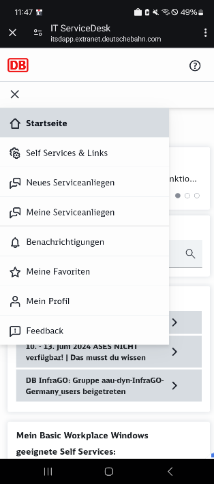 11:47
49%
IT ServiceDesk
itsdapp.extranet.deutschebahn.com
DB
Startseite
Self Services & Links
Neues Serviceanliegen
nktio...
Meine Serviceanliegen
Benachrichtigungen
Meine Favoriten
Mein Profil
Feedback
10. - 13. Juni 2024 ASES NICHT
verfügbar! | Das musst du wissen
DB InfraGO: Gruppe aau-dyn-InfraGO-
Germany_users beigetreten
Mein Basic Workplace Windows
geeignete Self Services: